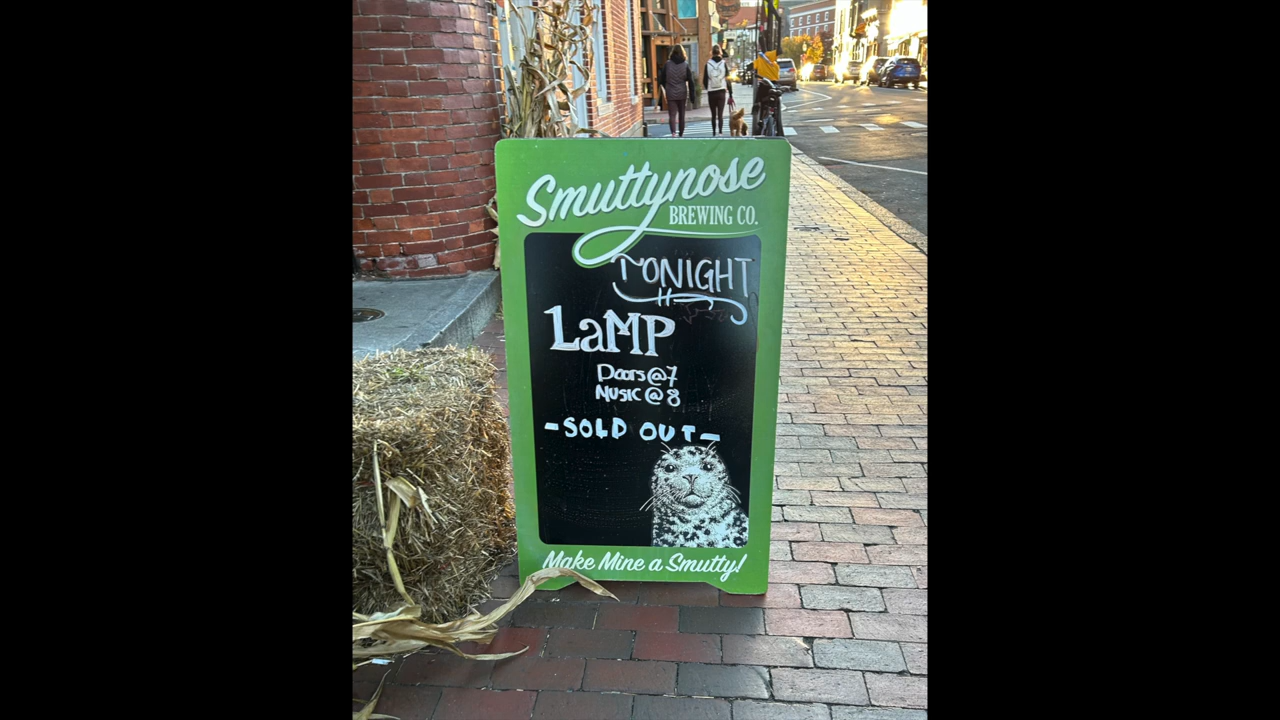 Smuttynose
BREWING CO.
TONIGHT
LaMP
Doors@7
Music@8
-SOLD OUT-
Make Mine a Smutty!